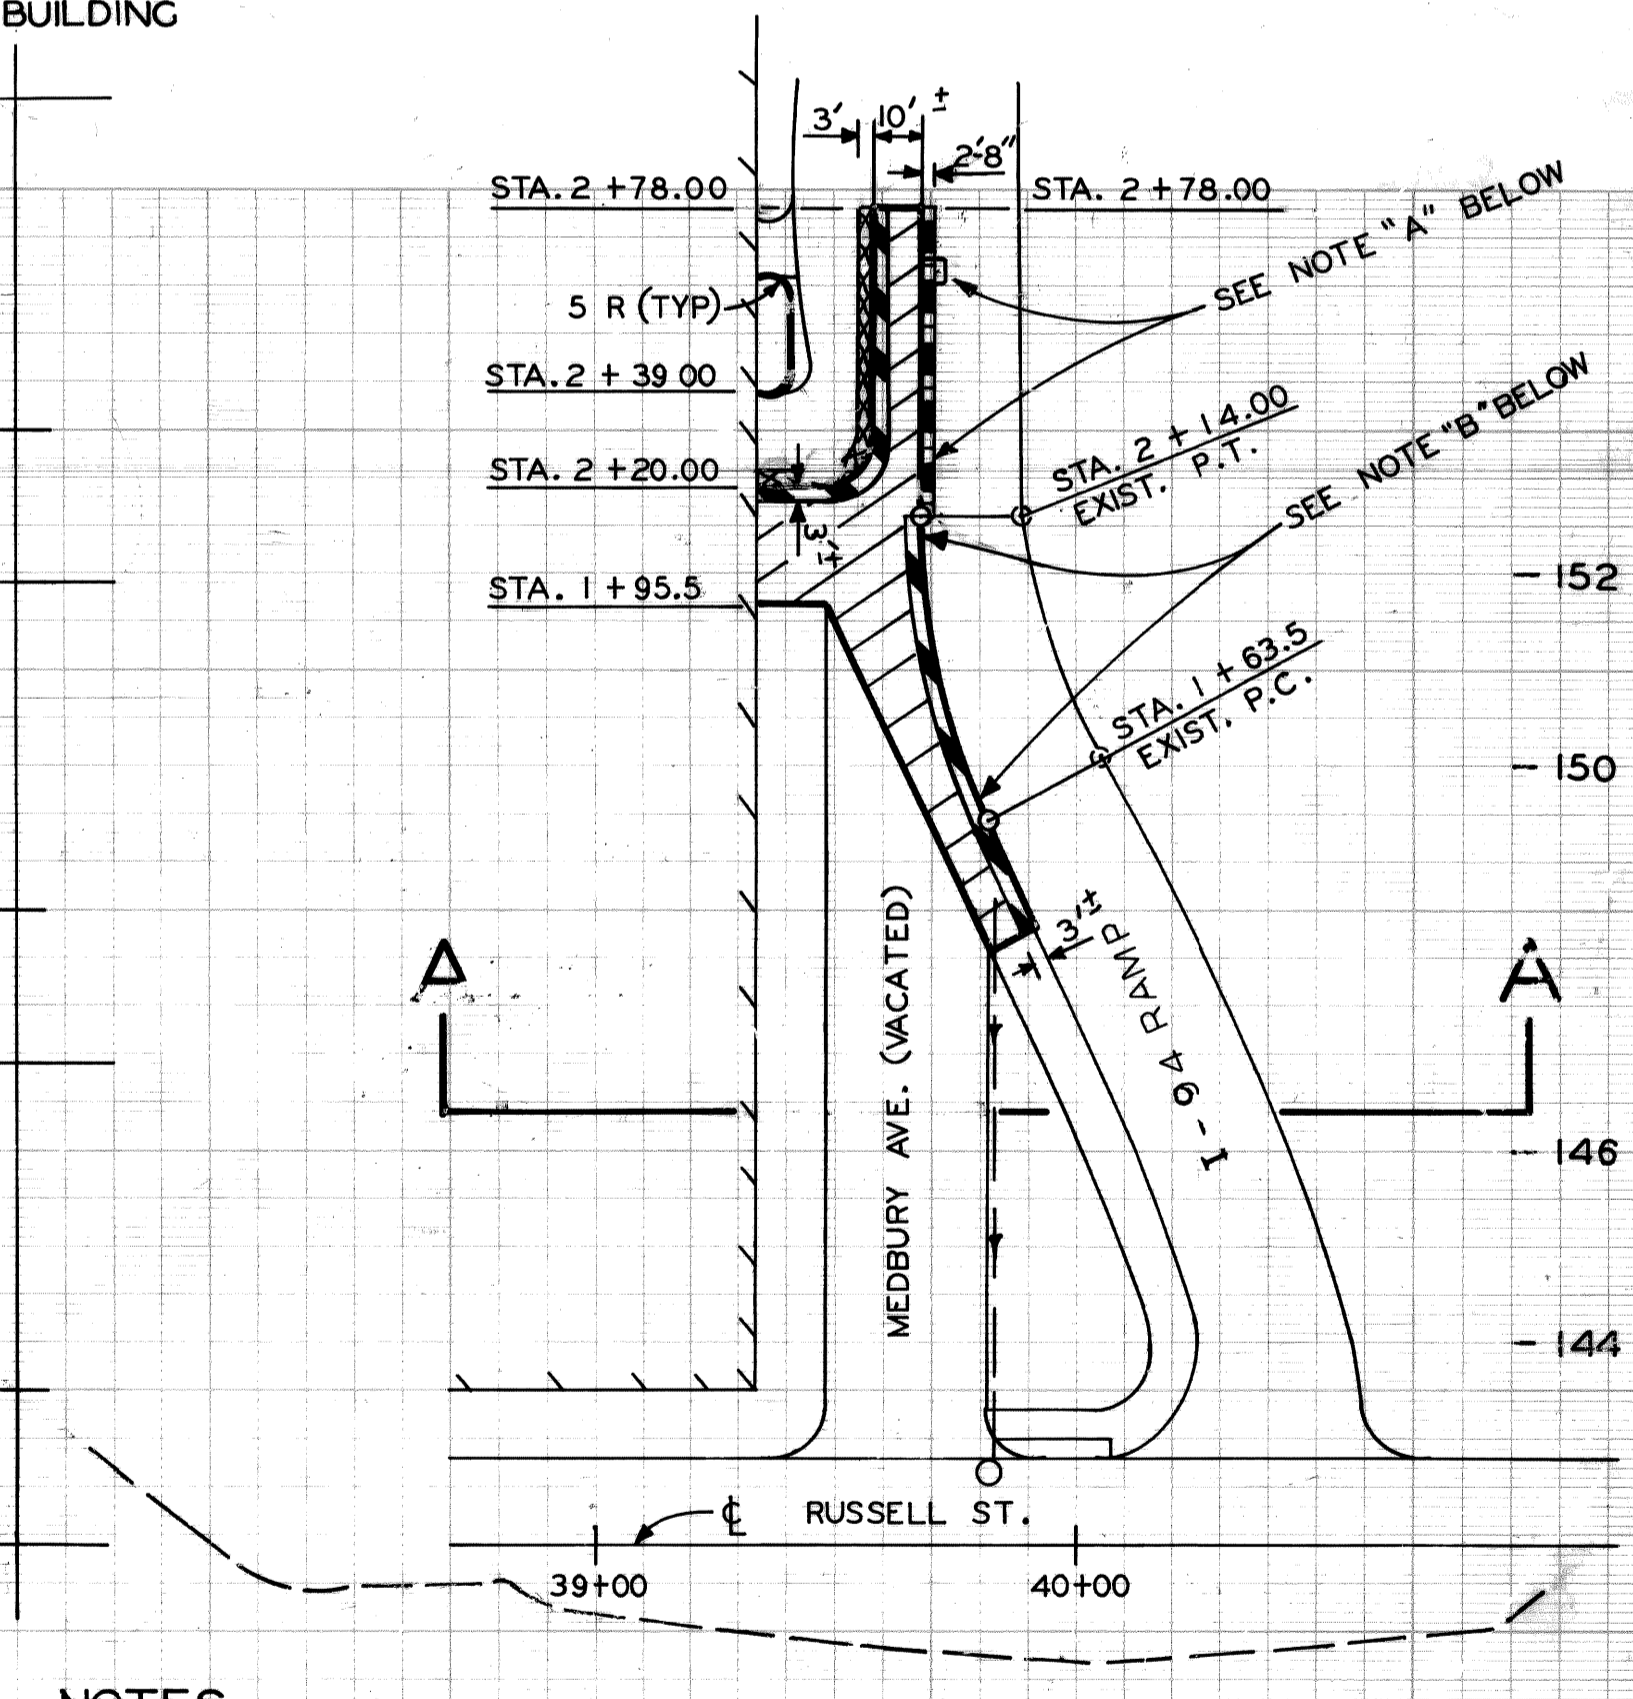 BUILDING
3' 10' ±
2'-8"
STA. 2 +78.00
STA. 2 +78.00
SEE NOTE "A" BELOW
5 R (TYP)
STA. 2 + 39 00
STA. 2 + 14.00
EXIST. P.T.
SEE NOTE "B" BELOW
STA. 2 +20.00
3'±
STA. 1 +95.5
152
STA. 1 + 63.5
EXIST. P.C.
150
3'±
A
A
MEDBURY AVE. (VACATED)
I-94 RAMP
146
144
℄ RUSSELL ST.
39+00
40+00
NOTES